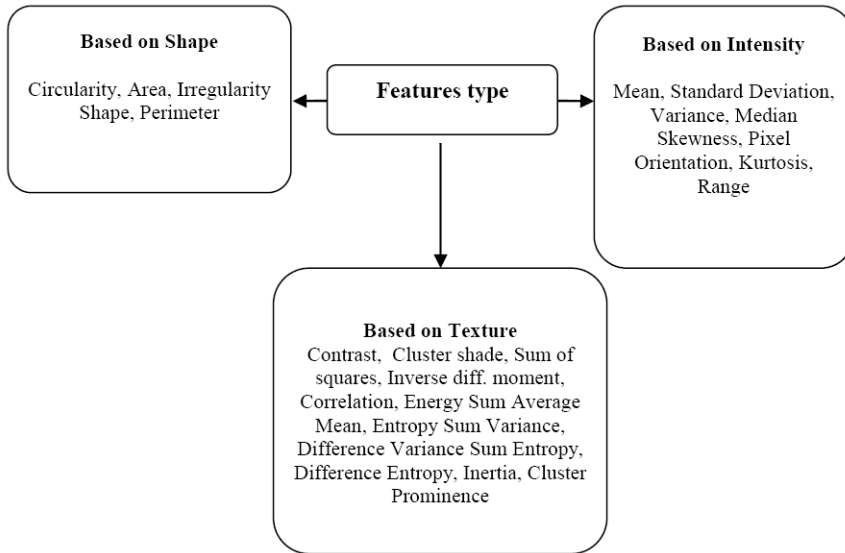 Based on Shape
Circularity, Area, Irregularity
Shape, Perimeter
Features type
Based on Intensity
Mean, Standard Deviation,
Variance, Median
Skewness, Pixel
Orientation, Kurtosis,
Range
Based on Texture
Contrast,  Cluster shade, Sum of
squares, Inverse diff. moment,
Correlation, Energy Sum Average
Mean, Entropy Sum Variance,
Difference Variance Sum Entropy,
Difference Entropy, Inertia, Cluster
Prominence